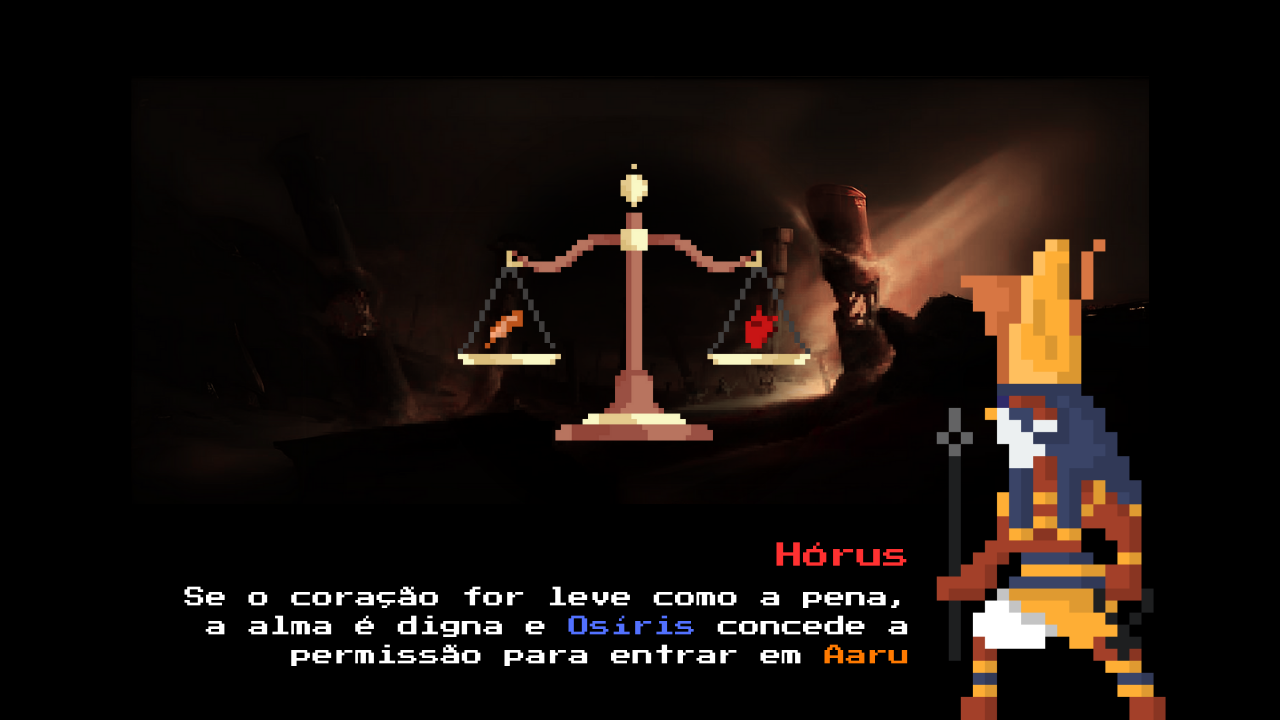 Hórus
Se o coração for leve como a pena,
a alma é digna e Osíris concede a
permissão para entrar em Aaru